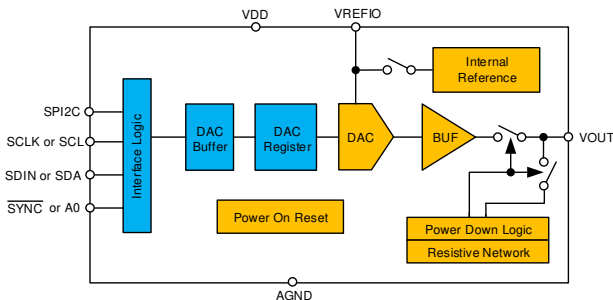 VDD
VREFIO
Internal
Reference
SPI2C
SCLK or SCL
SDIN or SDA
SYNC or A0
Interface Logic
DAC
Buffer
DAC
Register
DAC
BUF
VOUT
Power On Reset
Power Down Logic
Resistive Network
AGND